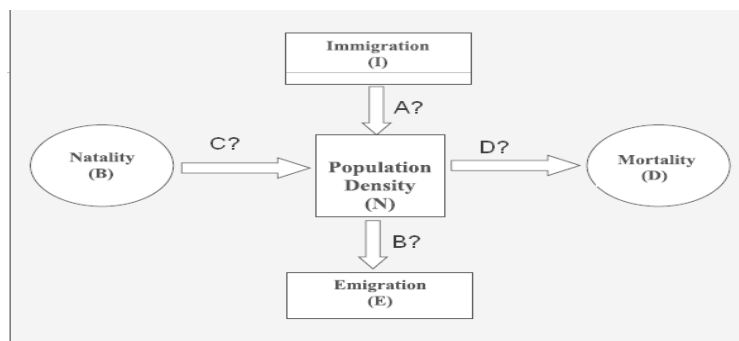 Immigration
(I)
A?
C?
Natality
(B)
Population
Density
(N)
D?
Mortality
(D)
B?
Emigration
(E)